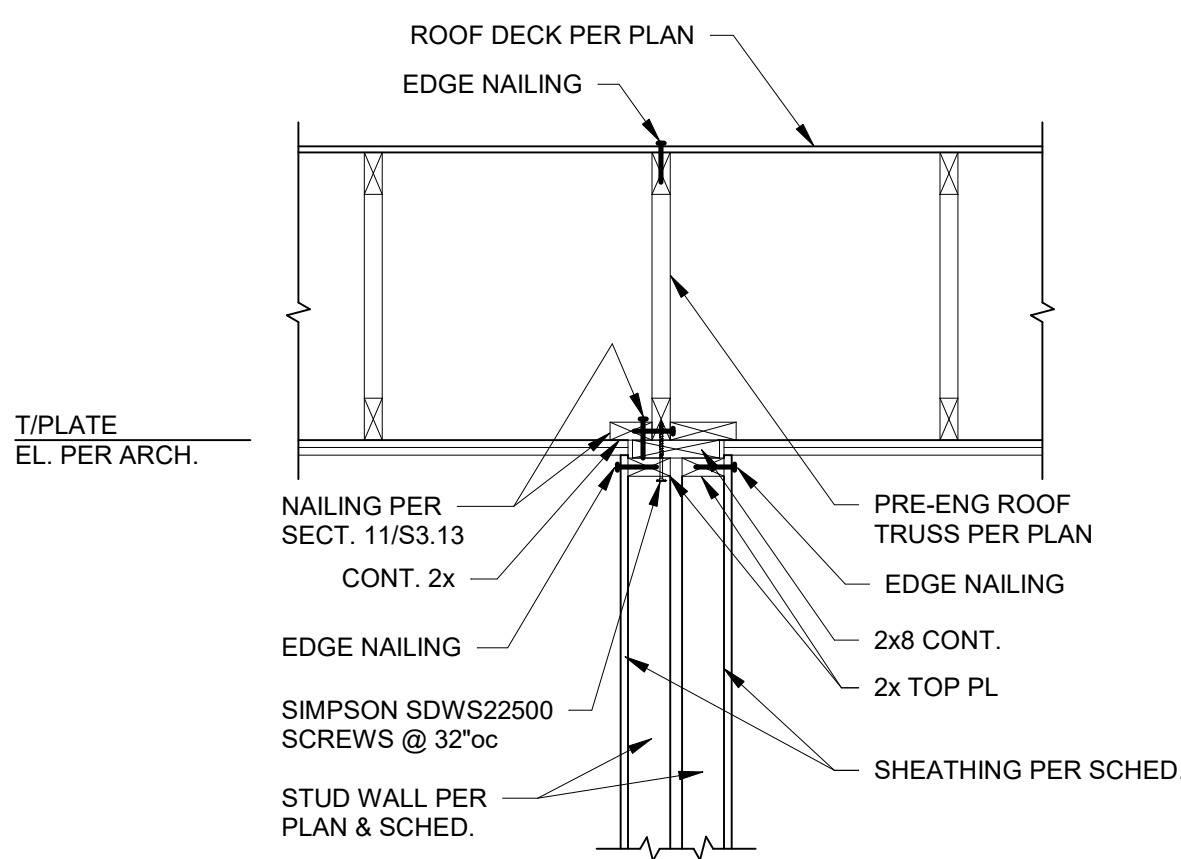 ROOF DECK PER PLAN
EDGE NAILING
T/PLATE
EL. PER ARCH.
NAILING PER
SECT. 11/S3.13
CONT. 2x
EDGE NAILING
SIMPSON SDWS22500
SCREWS @ 32"oc
STUD WALL PER
PLAN & SCHED.
PRE-ENG ROOF
TRUSS PER PLAN
EDGE NAILING
2x8 CONT.
2x TOP PL
SHEATHING PER SCHED.